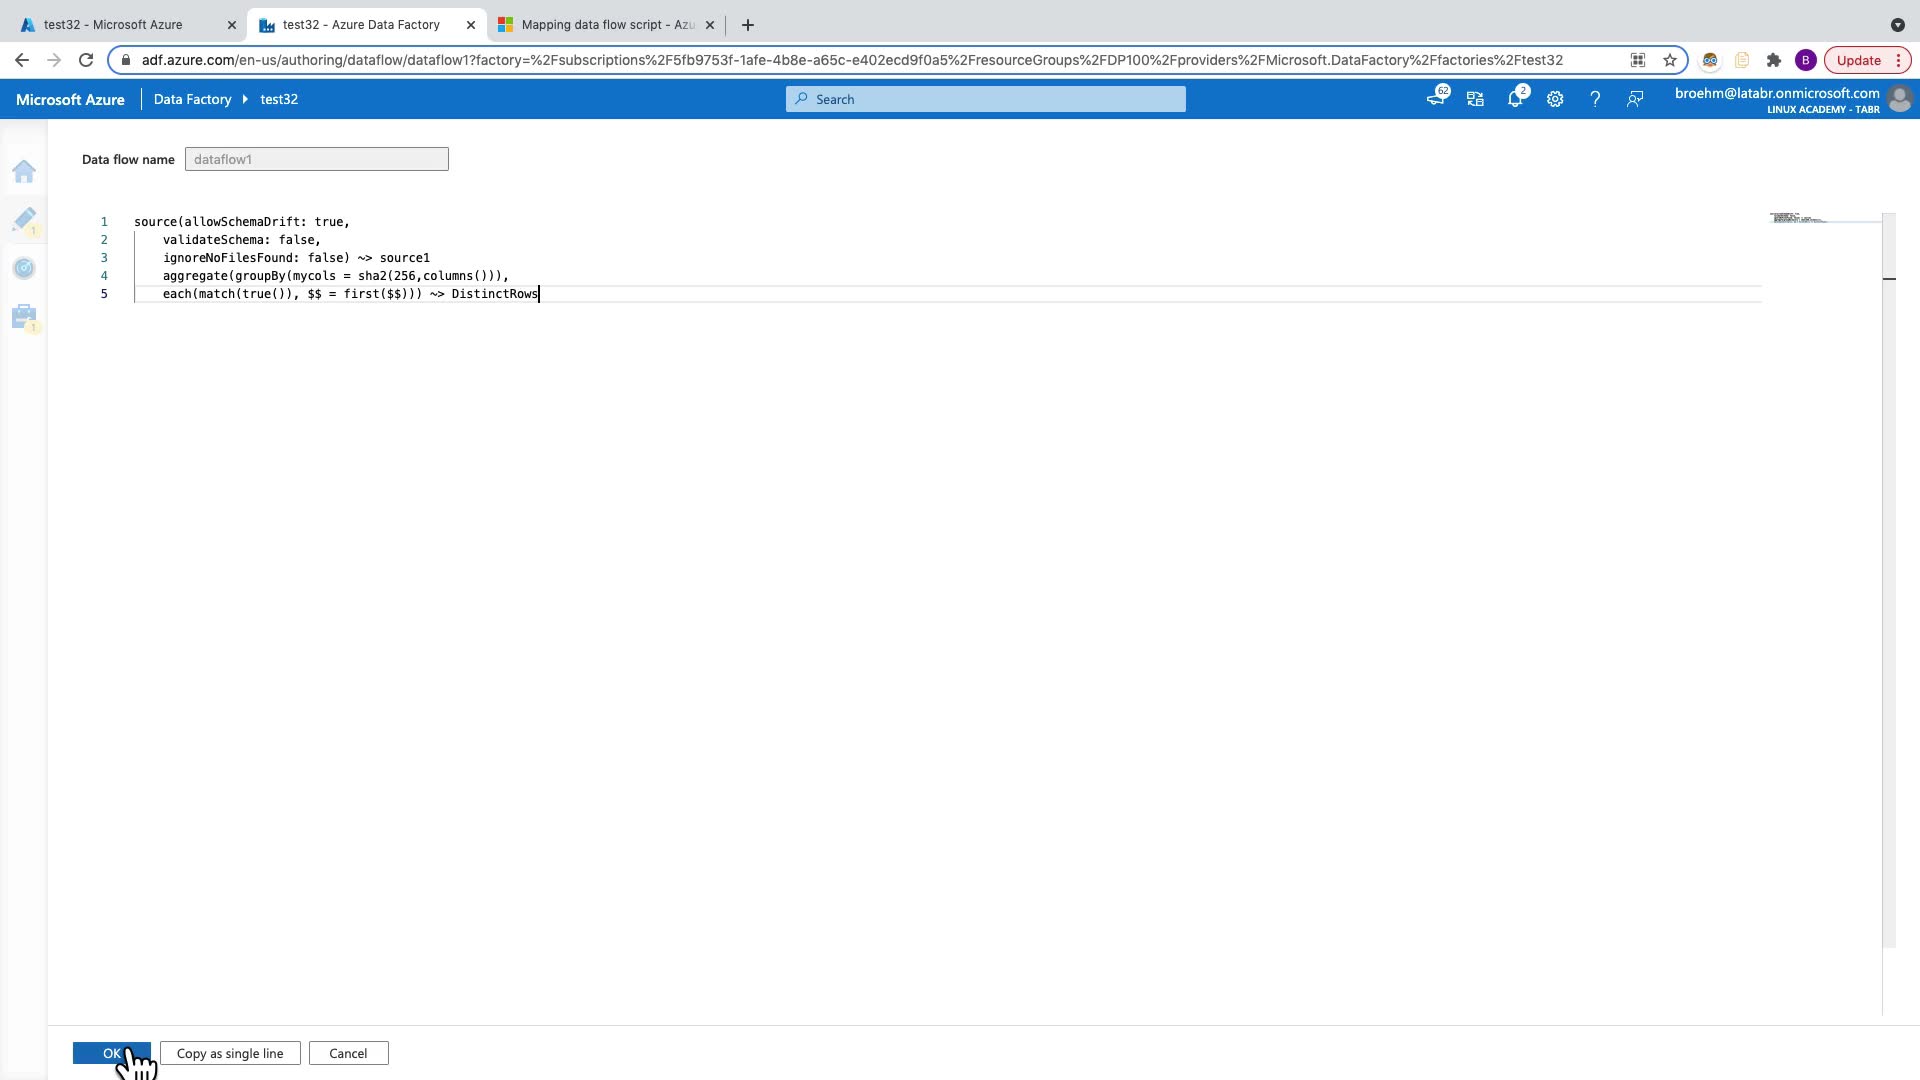 test32 - Microsoft Azure
test32 - Azure Data Factory
Mapping data flow script - Azu
adf.azure.com/en-us/authoring/dataflow/dataflow1?factory=%2Fsubscriptions%2F5fb9753f-1afe-4b8e-a65c-e402ecd9f0a5%2FresourceGroups%2FDP100%2Fproviders%2FMicrosoft.DataFactory%2Ffactories%2Ftest32
B
Update
Microsoft Azure
Data Factory
test32
Search
62
2
?
broehm@latabr.onmicrosoft.com
LINUX ACADEMY - TABR
Data flow name
dataflow1
1
1
1 source(allowSchemaDrift: true,
2 validateSchema: false,
3 ignoreNoFilesFound: false) ~> source1
4 aggregate(groupBy(mycols = sha2(256,columns())),
5 each(match(true()), $$ = first($$))) ~> DistinctRows
OK
Copy as single line
Cancel